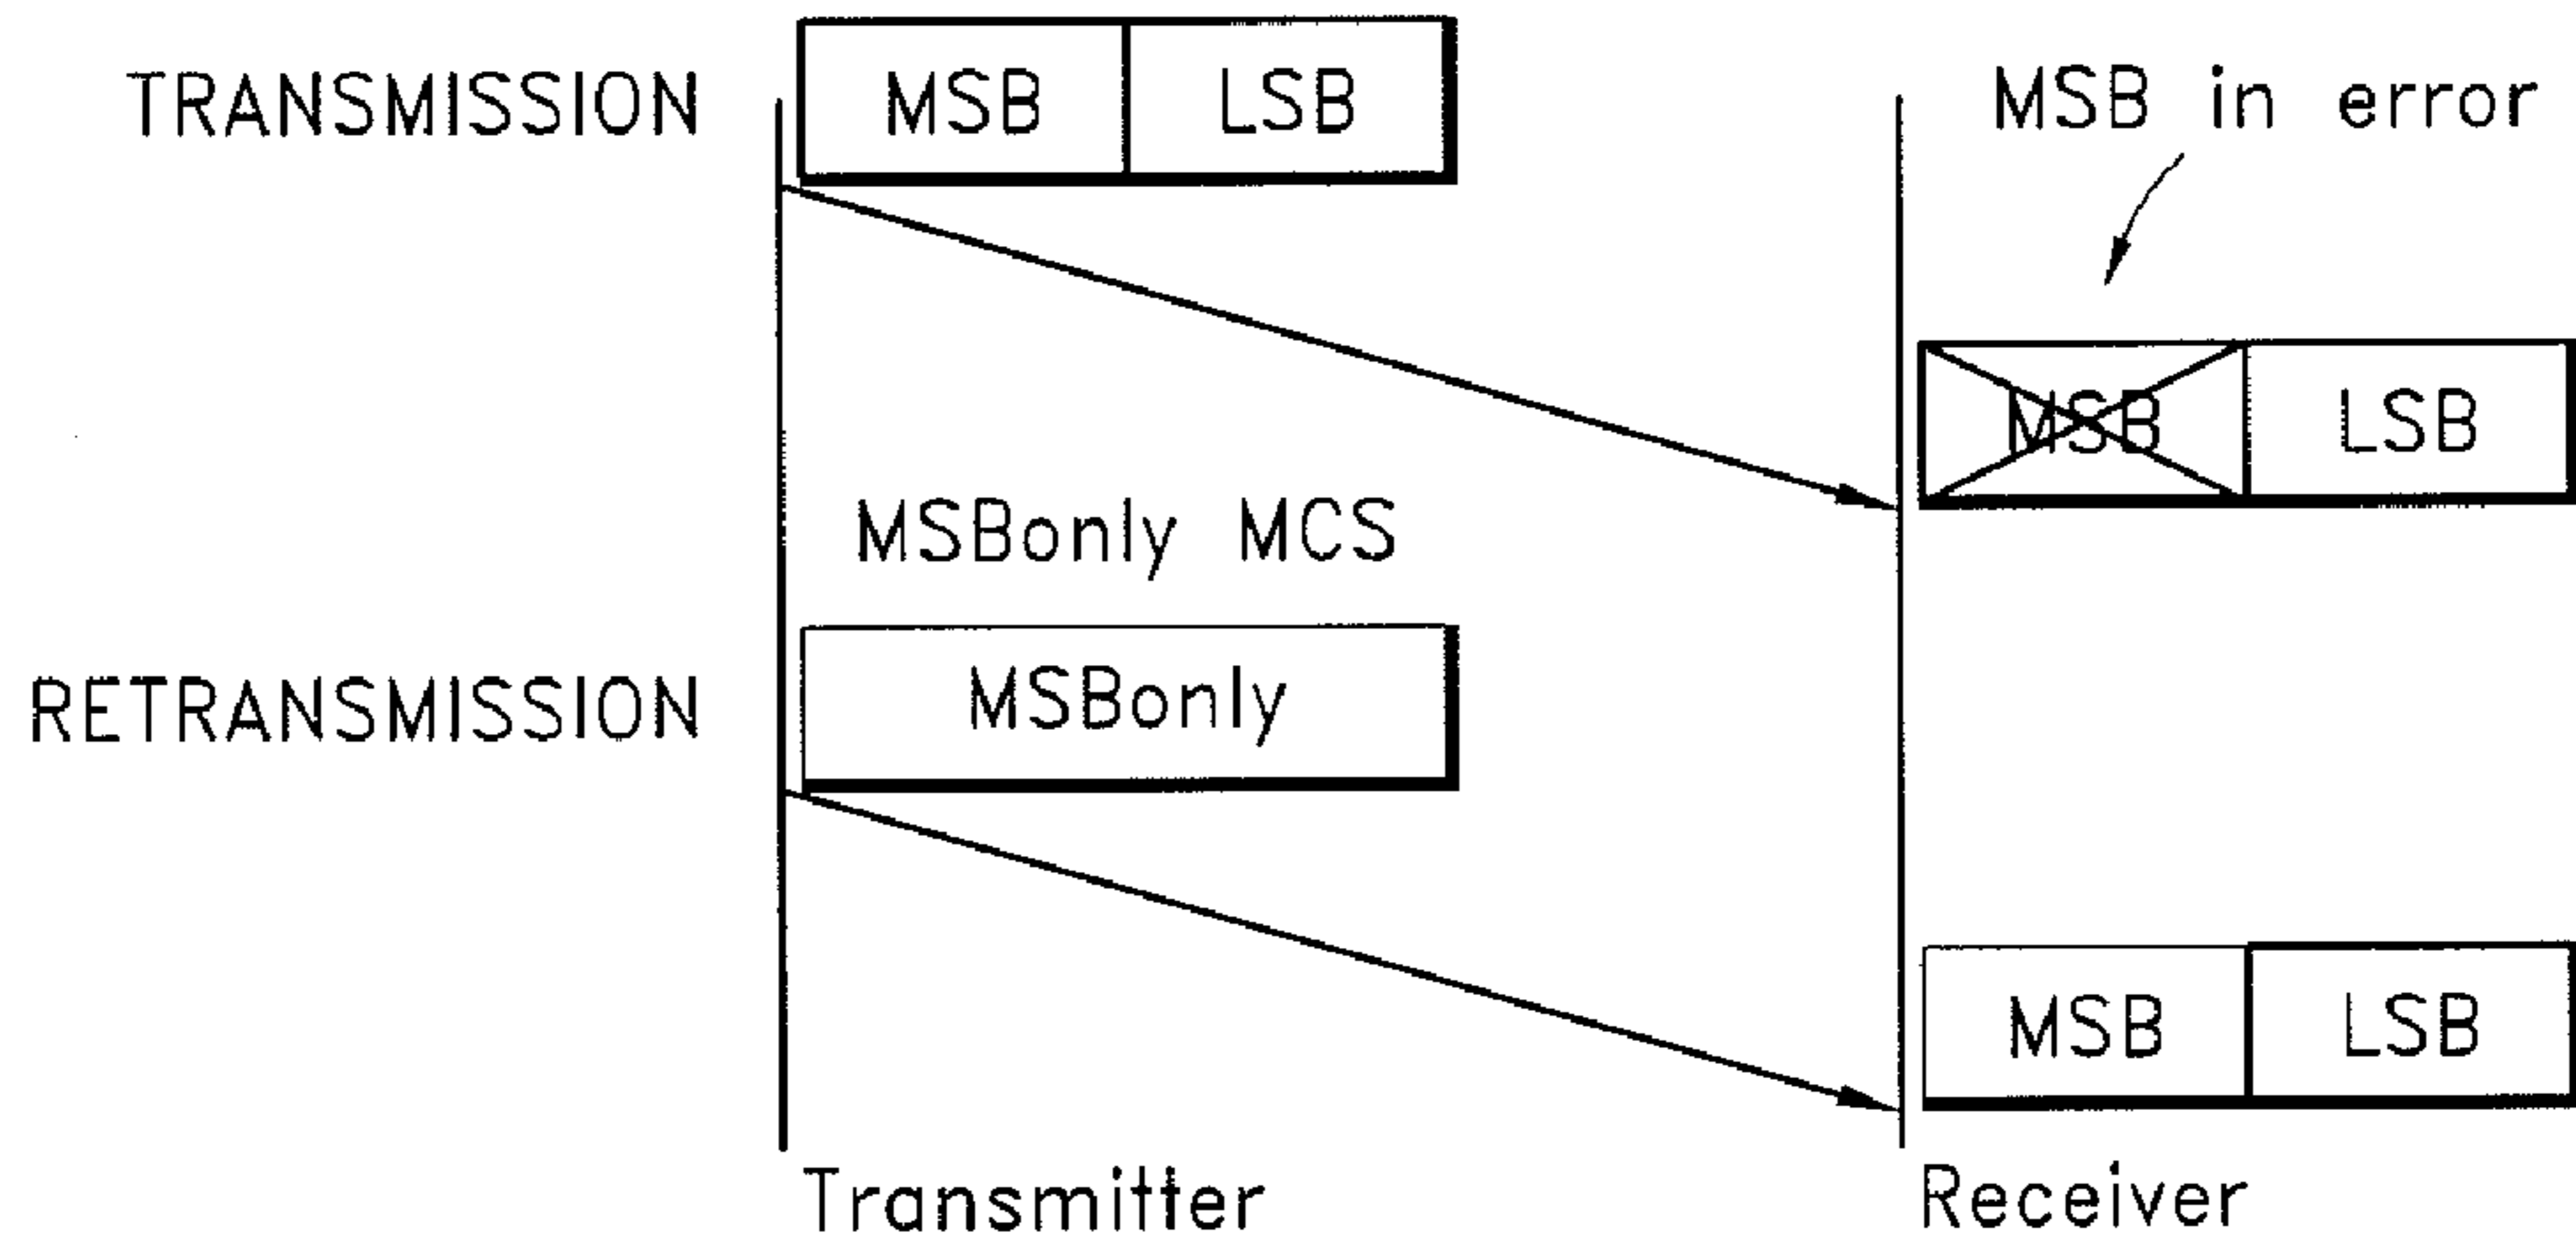 TRANSMISSION
MSB LSB
MSB in error
MSB LSB
MSBonly MCS
RETRANSMISSION
MSBonly
MSB LSB
Transmitter
Receiver